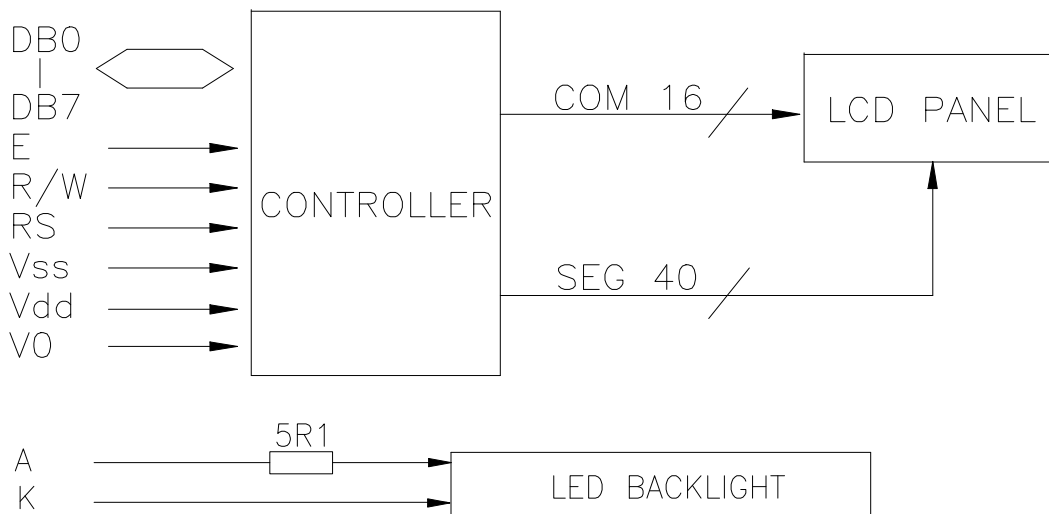 DB0
|
DB7
E
R/W
RS
Vss
Vdd
V0
CONTROLLER
COM 16
SEG 40
LCD PANEL
A
K
5R1
LED BACKLIGHT